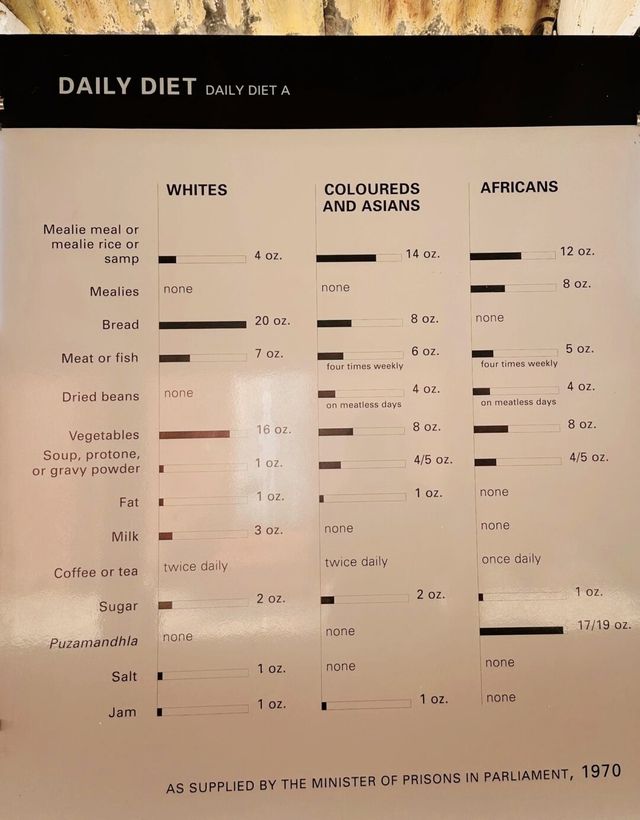 DAILY DIET DAILY DIET A
WHITES COLOUREDS AND ASIANS AFRICANS
Mealie meal or mealie rice or samp 4 oz. 14 oz. 12 oz.
Mealies none none 8 oz.
Bread 20 oz. 8 oz. none
Meat or fish 7 oz. 6 oz. four times weekly 5 oz. four times weekly
Dried beans none 4 oz. on meatless days 4 oz. on meatless days
Vegetables 16 oz. 8 oz. 8 oz.
Soup, protone, or gravy powder 1 oz. 4/5 oz. 4/5 oz.
Fat 1 oz. 1 oz. none
Milk 3 oz. none none
Coffee or tea twice daily twice daily once daily
Sugar 2 oz. 2 oz. 1 oz.
Puzamandhla none none 17/19 oz.
Salt 1 oz. none none
Jam 1 oz. 1 oz. none
AS SUPPLIED BY THE MINISTER OF PRISONS IN PARLIAMENT, 1970